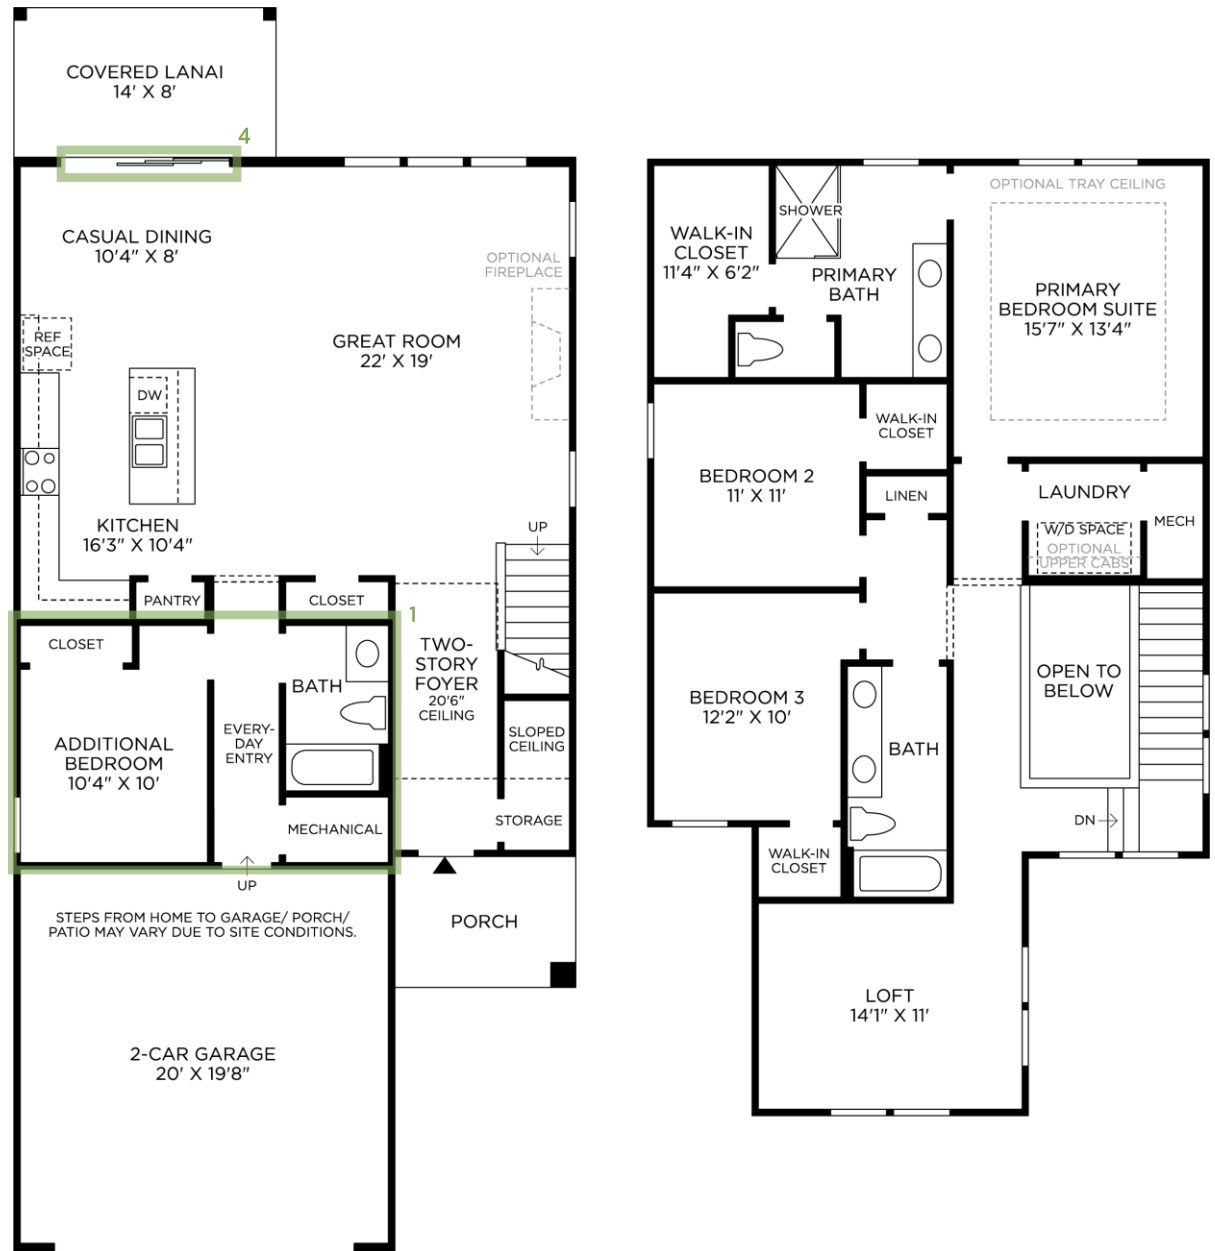 COVERED LANAI
14' X 8'
4
CASUAL DINING
10'4" X 8'
OPTIONAL
FIREPLACE
REF
SPACE
GREAT ROOM
22' X 19'
DW
KITCHEN
16'3" X 10'4"
UP
PANTRY
CLOSET
1
CLOSET
BATH
TWO-
STORY
FOYER
20'6"
CEILING
ADDITIONAL
BEDROOM
10'4" X 10'
EVERY-
DAY
ENTRY
SLOPED
CEILING
MECHANICAL
STORAGE
UP
STEPS FROM HOME TO GARAGE/ PORCH/
PATIO MAY VARY DUE TO SITE CONDITIONS.
PORCH
2-CAR GARAGE
20' X 19'8"
WALK-IN
CLOSET
11'4" X 6'2"
SHOWER
PRIMARY
BATH
OPTIONAL TRAY CEILING
PRIMARY
BEDROOM SUITE
15'7" X 13'4"
WALK-IN
CLOSET
BEDROOM 2
11' X 11'
LINEN
LAUNDRY
W/D SPACE
OPTIONAL
UPPER CABS
MECH
BEDROOM 3
12'2" X 10'
OPEN TO
BELOW
BATH
DN
WALK-IN
CLOSET
LOFT
14'1" X 11'